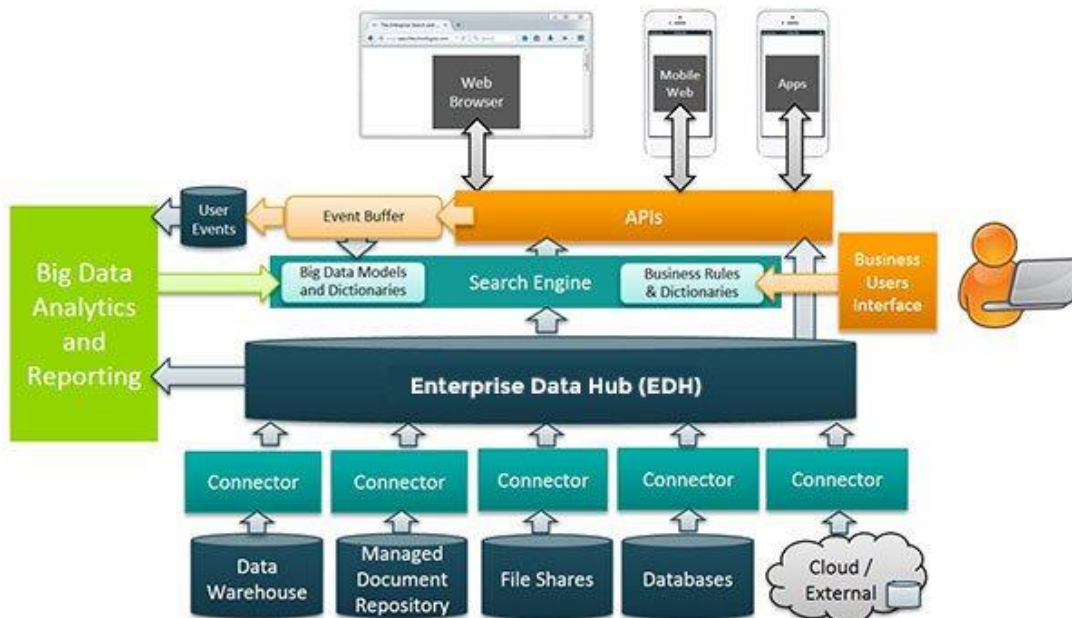 Web
Browser
Mobile
Web
Apps
User
Events
Event Buffer
APIs
Big Data
Analytics
and
Reporting
Big Data Models
and Dictionaries
Search Engine
Business Rules
& Dictionaries
Business
Users
Interface
Enterprise Data Hub (EDH)
Connector
Connector
Connector
Connector
Connector
Data
Warehouse
Managed
Document
Repository
File Shares
Databases
Cloud /
External